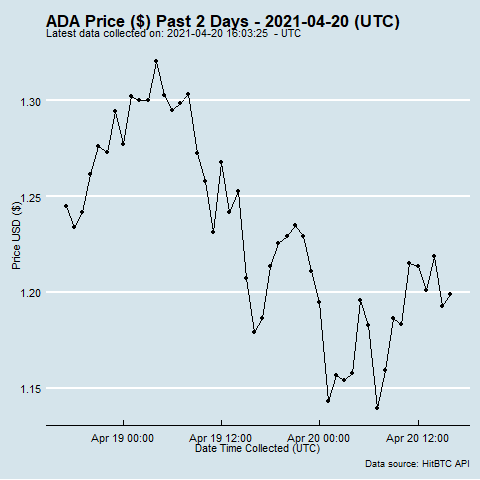 ADA Price ($) Past 2 Days - 2021-04-20 (UTC)
Latest data collected on: 2021-04-20 16:03:25 - UTC
1.30
1.25
1.20
1.15
Price USD ($)
Apr 19 00:00
Apr 19 12:00
Apr 20 00:00
Apr 20 12:00
Date Time Collected (UTC)
Data source: HitBTC API